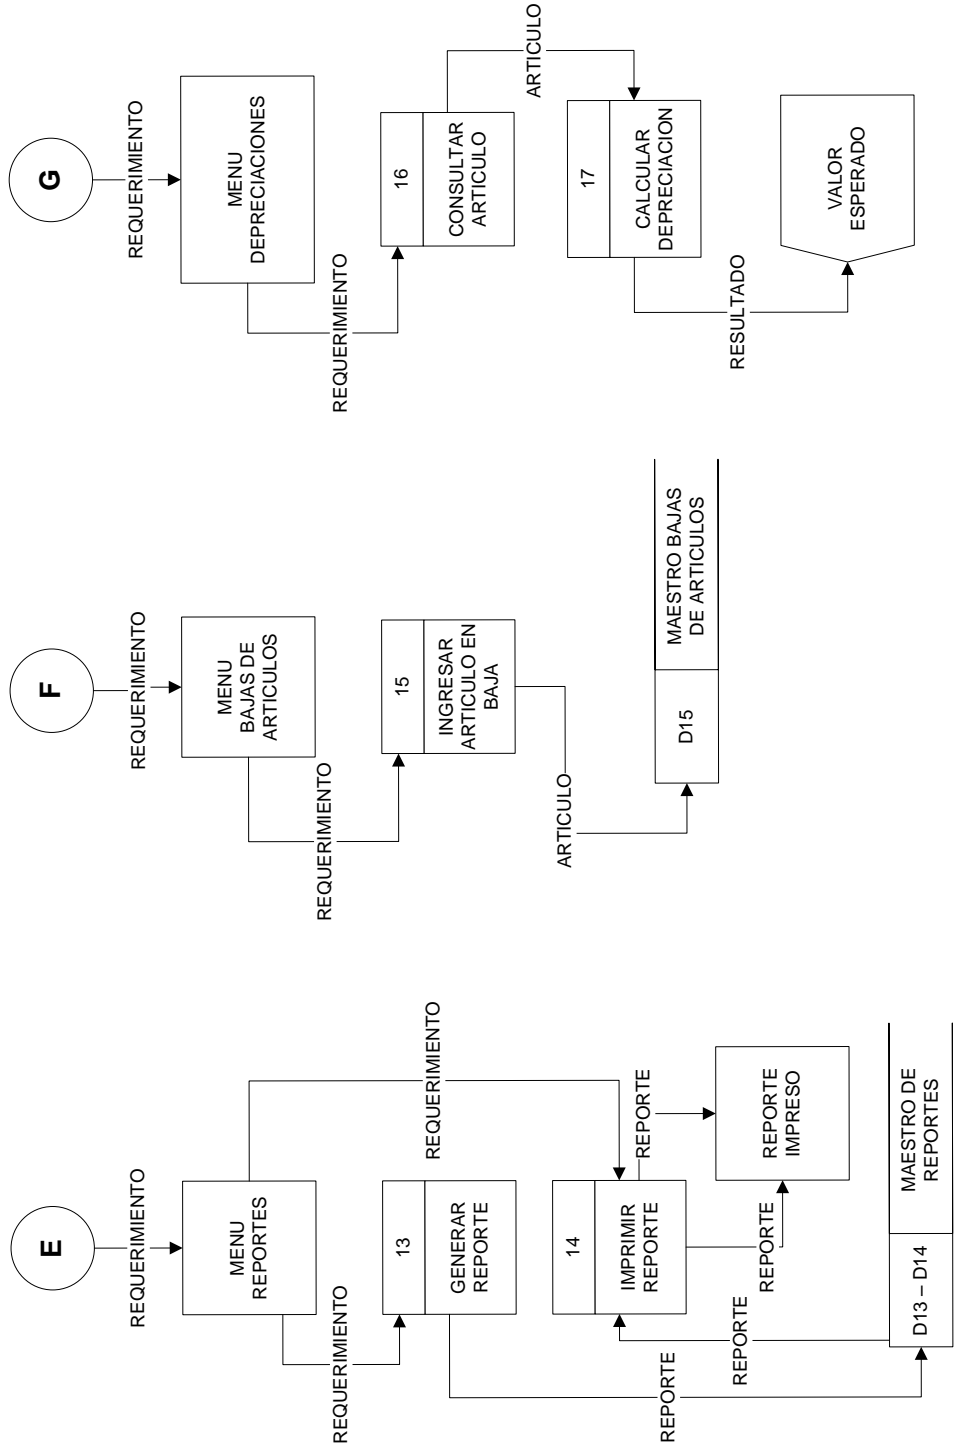 E
REQUERIMIENTO
MENU
REPORTES
REQUERIMIENTO
REQUERIMIENTO
13
GENERAR
REPORTE
14
IMPRIMIR
REPORTE
REPORTE
REPORTE
REPORTE
REPORTE
REPORTE
IMPRESO
D13 – D14
MAESTRO DE
REPORTES
F
REQUERIMIENTO
MENU
BAJAS DE
ARTICULOS
REQUERIMIENTO
15
INGRESAR
ARTICULO EN
BAJA
ARTICULO
D15
MAESTRO BAJAS
DE ARTICULOS
G
REQUERIMIENTO
MENU
DEPRECIACIONES
REQUERIMIENTO
16
CONSULTAR
ARTICULO
ARTICULO
17
CALCULAR
DEPRECIACION
RESULTADO
VALOR
ESPERADO